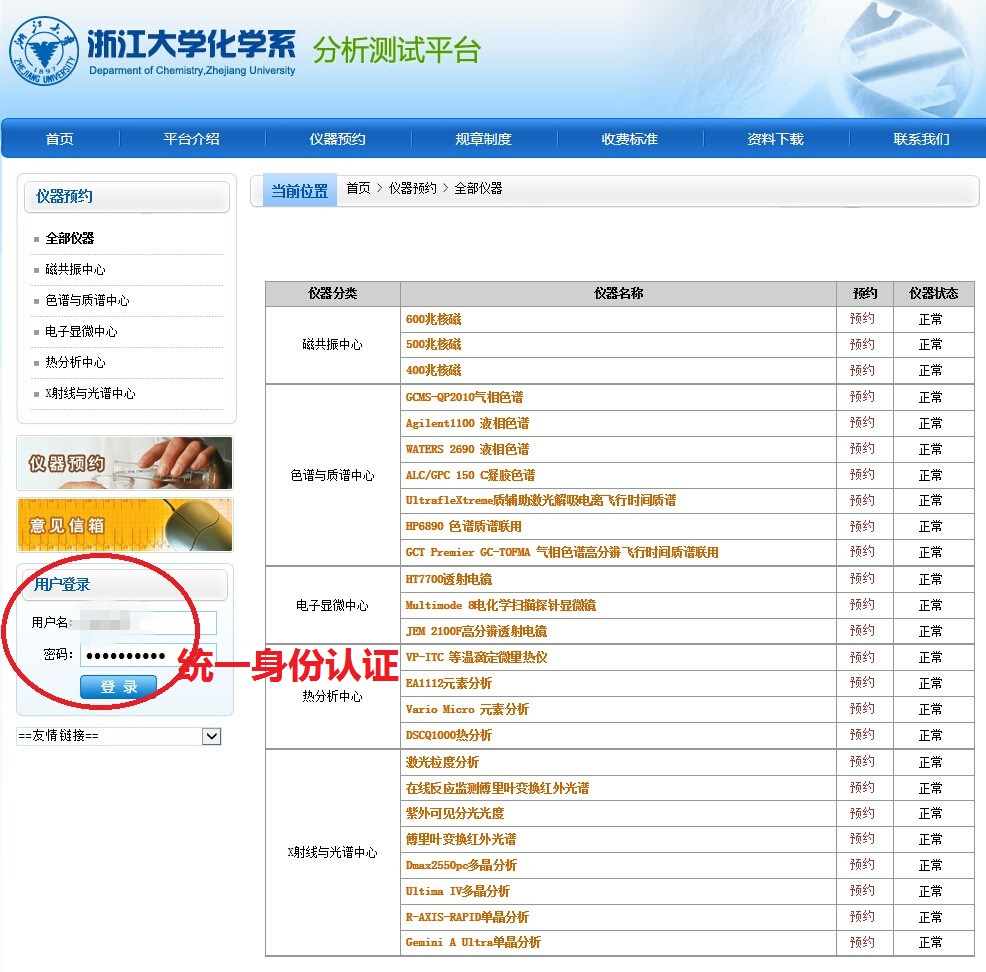 浙江大学化学系 分析测试平台
Deparment of Chemistry,Zhejiang University
浙江大学
ZHEJIANG UNIVERSITY
1897
首页 平台介绍 仪器预约 规章制度 收费标准 资料下载 联系我们
仪器预约
全部仪器
磁共振中心
色谱与质谱中心
电子显微中心
热分析中心
X射线与光谱中心
仪器预约
意见信箱
用户登录
用户名:
密码: ●●●●●●●●●●
登 录
统一身份认证
==友情链接==
当前位置 首页 > 仪器预约 > 全部仪器
仪器分类 仪器名称 预约 仪器状态
磁共振中心
600兆核磁 预约 正常
500兆核磁 预约 正常
400兆核磁 预约 正常
色谱与质谱中心
GCMS-QP2010气相色谱 预约 正常
Agilent1100 液相色谱 预约 正常
WATERS 2690 液相色谱 预约 正常
ALC/GPC 150 C凝胶色谱 预约 正常
UltrafleXtreme质辅助激光解吸电离飞行时间质谱 预约 正常
HP6890 色谱质谱联用 预约 正常
GCT Premier GC-TOFMA 气相色谱高分辨飞行时间质谱联用 预约 正常
电子显微中心
HT7700透射电镜 预约 正常
Multimode 8电化学扫描探针显微镜 预约 正常
JEM 2100F高分辨透射电镜 预约 正常
热分析中心
VP-ITC 等温滴定微量热仪 预约 正常
EA1112元素分析 预约 正常
Vario Micro 元素分析 预约 正常
DSCQ1000热分析 预约 正常
X射线与光谱中心
激光粒度分析 预约 正常
在线反应监测傅里叶变换红外光谱 预约 正常
紫外可见分光光度 预约 正常
傅里叶变换红外光谱 预约 正常
Dmax2550pc多晶分析 预约 正常
Ultima IV多晶分析 预约 正常
R-AXIS-RAPID单晶分析 预约 正常
Gemini A Ultra单晶分析 预约 正常